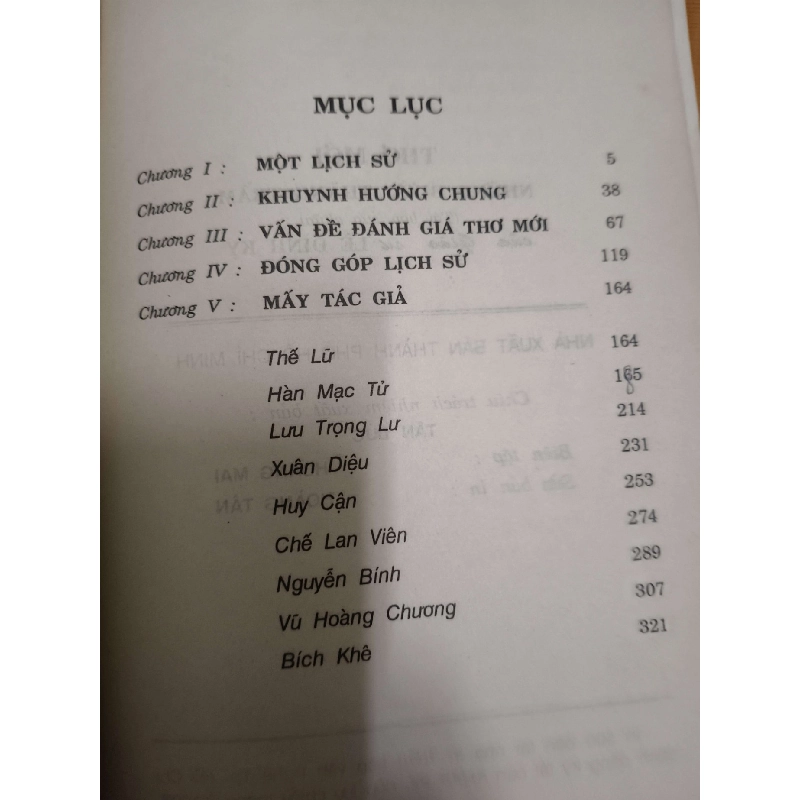 MỤC LỤC
Chương I : MỘT LỊCH SỬ 5
Chương II : KHUYNH HƯỚNG CHUNG 38
Chương III : VẤN ĐỀ ĐÁNH GIÁ THƠ MỚI 67
Chương IV : ĐÓNG GÓP LỊCH SỬ 119
Chương V : MẤY TÁC GIẢ 164
Thế Lữ 164
Hàn Mạc Tử 185
Lưu Trọng Lư 214
Xuân Diệu 231
Huy Cận 253
Chế Lan Viên 274
Nguyễn Bính 289
Vũ Hoàng Chương 307
Bích Khê 321